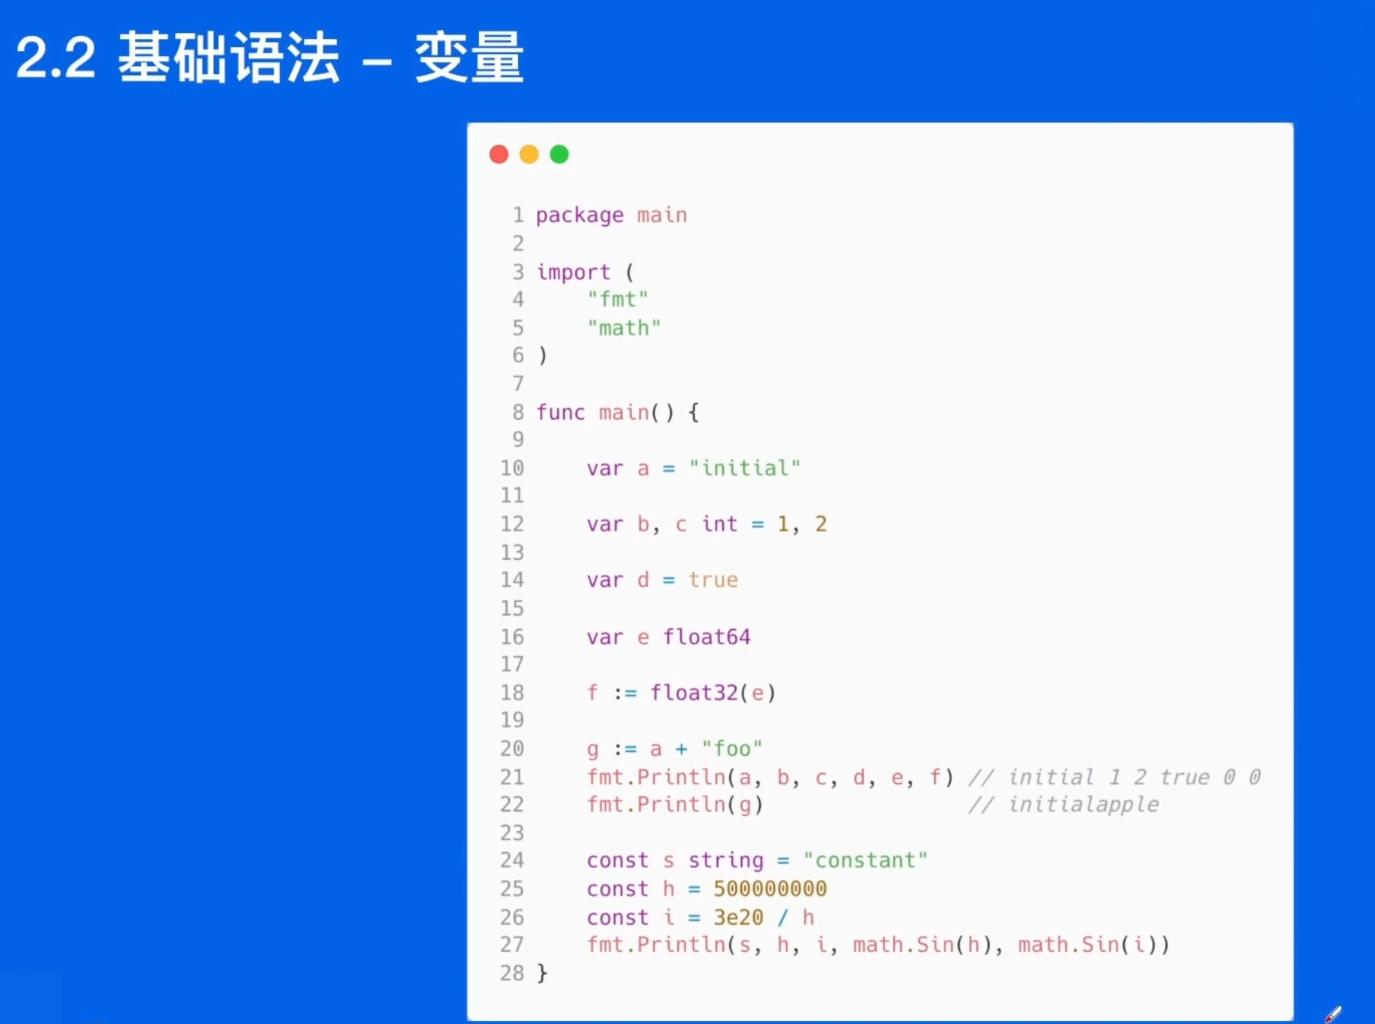 2.2 基础语法 – 变量
1 package main
2
3 import (
4     "fmt"
5     "math"
6 )
7
8 func main() {
9
10     var a = "initial"
11
12     var b, c int = 1, 2
13
14     var d = true
15
16     var e float64
17
18     f := float32(e)
19
20     g := a + "foo"
21     fmt.Println(a, b, c, d, e, f) // initial 1 2 true 0 0
22     fmt.Println(g)                // initialapple
23
24     const s string = "constant"
25     const h = 500000000
26     const i = 3e20 / h
27     fmt.Println(s, h, i, math.Sin(h), math.Sin(i))
28 }